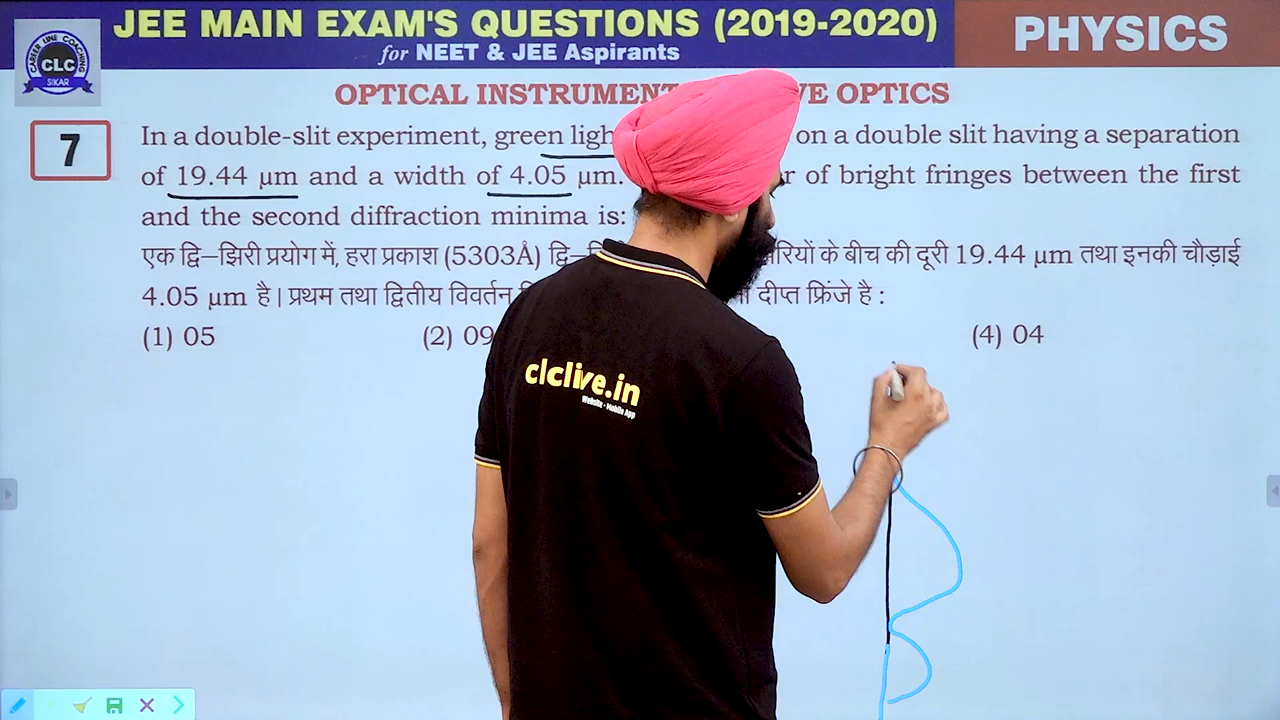 JEE MAIN EXAM'S QUESTIONS (2019-2020)
for NEET & JEE Aspirants
PHYSICS
CAREER LINE COACHING
CLC
SIKAR
OPTICAL INSTRUMENT VE OPTICS
7
In a double-slit experiment, green ligh on a double slit having a separation
of 19.44 µm and a width of 4.05 µm. r of bright fringes between the first
and the second diffraction minima is:
एक द्वि–झिरी प्रयोग में, हरा प्रकाश (5303Å) द्वि–झि रियों के बीच की दूरी 19.44 µm तथा इनकी चौड़ाई
4.05 µm है। प्रथम तथा द्वितीय विवर्तन दीप्त फ्रिंजे है :
(1) 05 (2) 09 (4) 04
clclive.in
Website - Mobile App